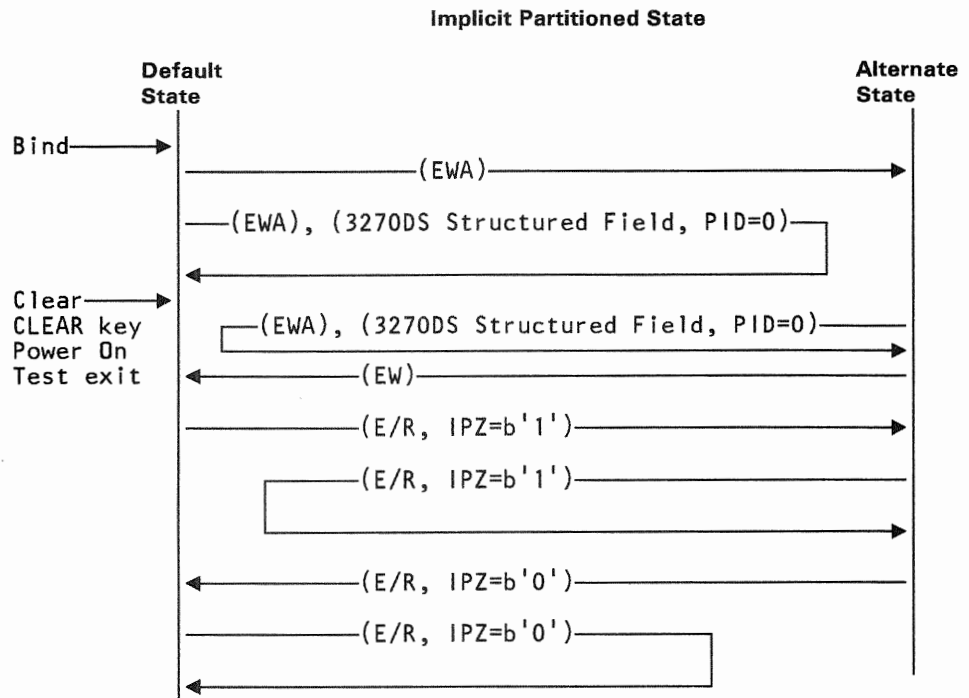 Implicit Partitioned State
Default
State
Alternate
State
Bind
(EWA)
(EWA), (3270DS Structured Field, PID=0)
Clear
CLEAR key
Power On
Test exit
(EWA), (3270DS Structured Field, PID=0)
(EW)
(E/R, IPZ=b'1')
(E/R, IPZ=b'1')
(E/R, IPZ=b'0')
(E/R, IPZ=b'0')